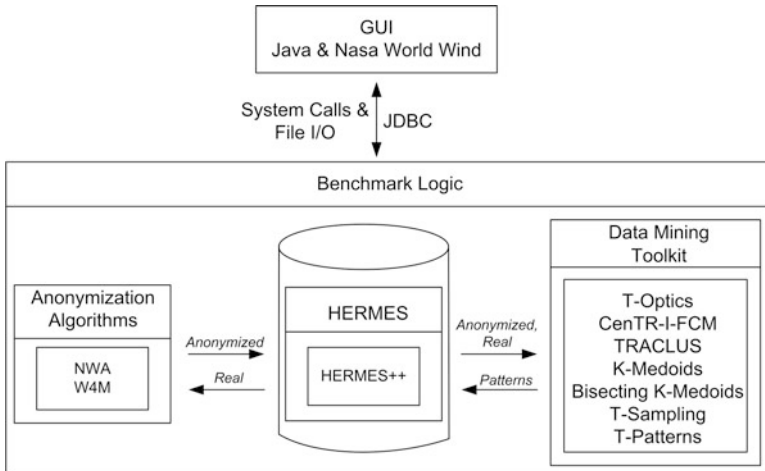 GUI
Java & Nasa World Wind
System Calls &
File I/O
JDBC
Benchmark Logic
Anonymization
Algorithms
NWA
W4M
Anonymized
Real
HERMES
HERMES++
Anonymized,
Real
Patterns
Data Mining
Toolkit
T-Optics
CenTR-I-FCM
TRACLUS
K-Medoids
Bisecting K-Medoids
T-Sampling
T-Patterns